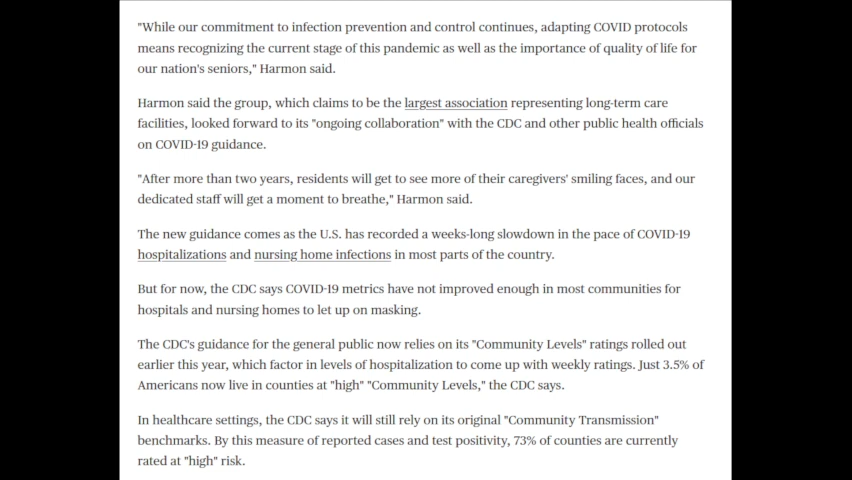 "While our commitment to infection prevention and control continues, adapting COVID protocols
means recognizing the current stage of this pandemic as well as the importance of quality of life for
our nation's seniors," Harmon said.
Harmon said the group, which claims to be the largest association representing long-term care
facilities, looked forward to its "ongoing collaboration" with the CDC and other public health officials
on COVID-19 guidance.
"After more than two years, residents will get to see more of their caregivers' smiling faces, and our
dedicated staff will get a moment to breathe," Harmon said.
The new guidance comes as the U.S. has recorded a weeks-long slowdown in the pace of COVID-19
hospitalizations and nursing home infections in most parts of the country.
But for now, the CDC says COVID-19 metrics have not improved enough in most communities for
hospitals and nursing homes to let up on masking.
The CDC's guidance for the general public now relies on its "Community Levels" ratings rolled out
earlier this year, which factor in levels of hospitalization to come up with weekly ratings. Just 3.5% of
Americans now live in counties at "high" "Community Levels," the CDC says.
In healthcare settings, the CDC says it will still rely on its original "Community Transmission"
benchmarks. By this measure of reported cases and test positivity, 73% of counties are currently
rated at "high" risk.